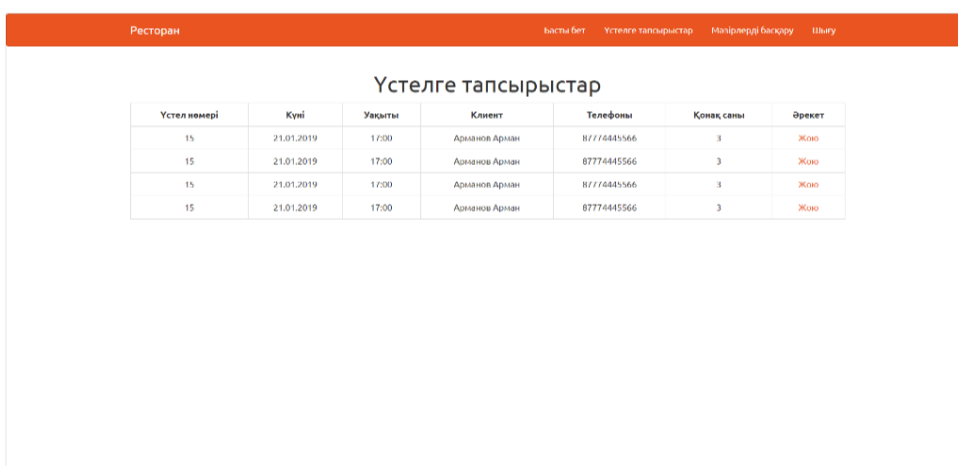 Ресторан Басты бет Үстелге тапсырыстар Мәзірлерді басқару Шығу
Үстелге тапсырыстар
Үстел нөмері Күні Уақыты Клиент Телефоны Қонақ саны Әрекет
15 21.01.2019 17:00 Арманов Арман 87774445566 3 Жою
15 21.01.2019 17:00 Арманов Арман 87774445566 3 Жою
15 21.01.2019 17:00 Арманов Арман 87774445566 3 Жою
15 21.01.2019 17:00 Арманов Арман 87774445566 3 Жою